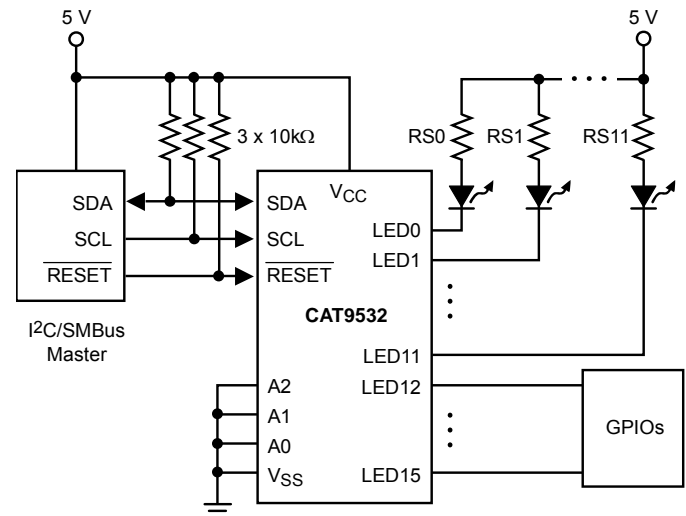 5 V
5 V
3 x 10kΩ
RS0
RS1
RS11
VCC
SDA
SCL
RESET
SDA
SCL
RESET
LED0
LED1
CAT9532
I2C/SMBus
Master
LED11
LED12
A2
A1
A0
VSS
LED15
GPIOs